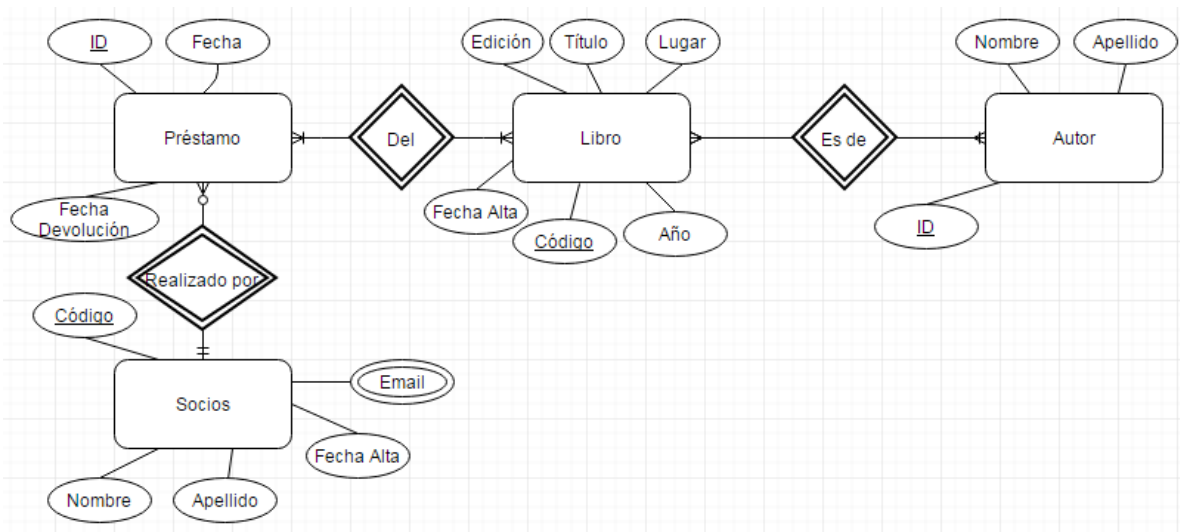 ID
Fecha
Edición
Título
Lugar
Nombre
Apellido
Préstamo
Del
Libro
Es de
Autor
Fecha
Devolución
Fecha Alta
Código
Año
ID
Realizado por
Código
Socios
Email
Fecha Alta
Nombre
Apellido